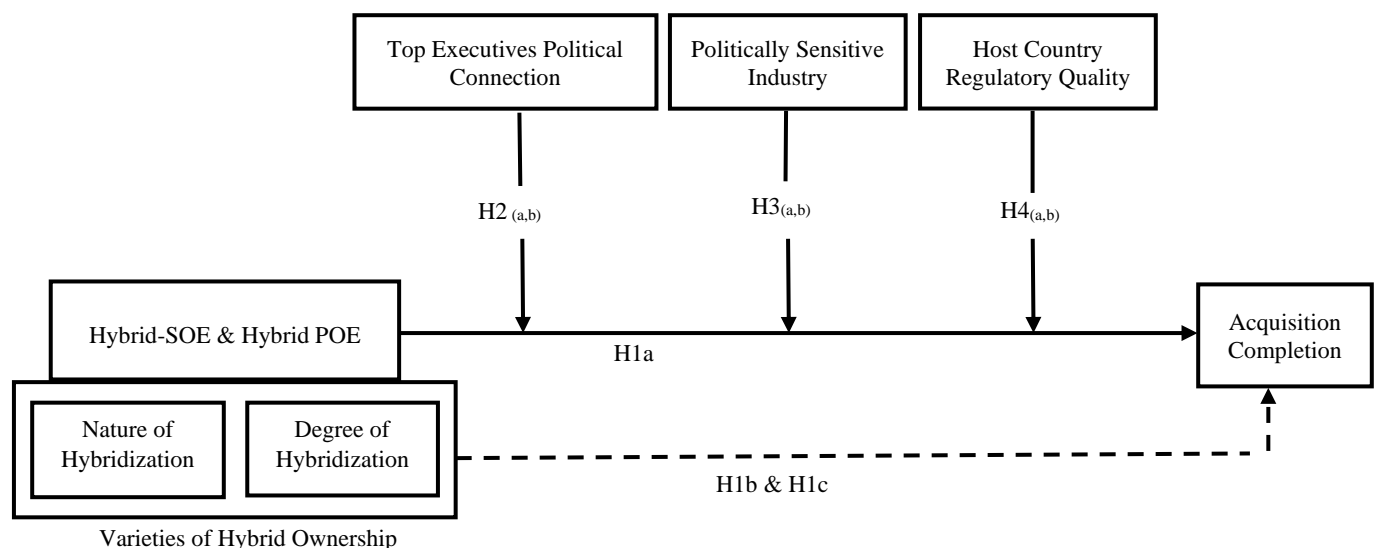 Top Executives Political
Connection
Politically Sensitive
Industry
Host Country
Regulatory Quality
H2 (a,b)
H3(a,b)
H4(a,b)
Hybrid-SOE & Hybrid POE
H1a
Acquisition
Completion
Nature of
Hybridization
Degree of
Hybridization
H1b & H1c
Varieties of Hybrid Ownership